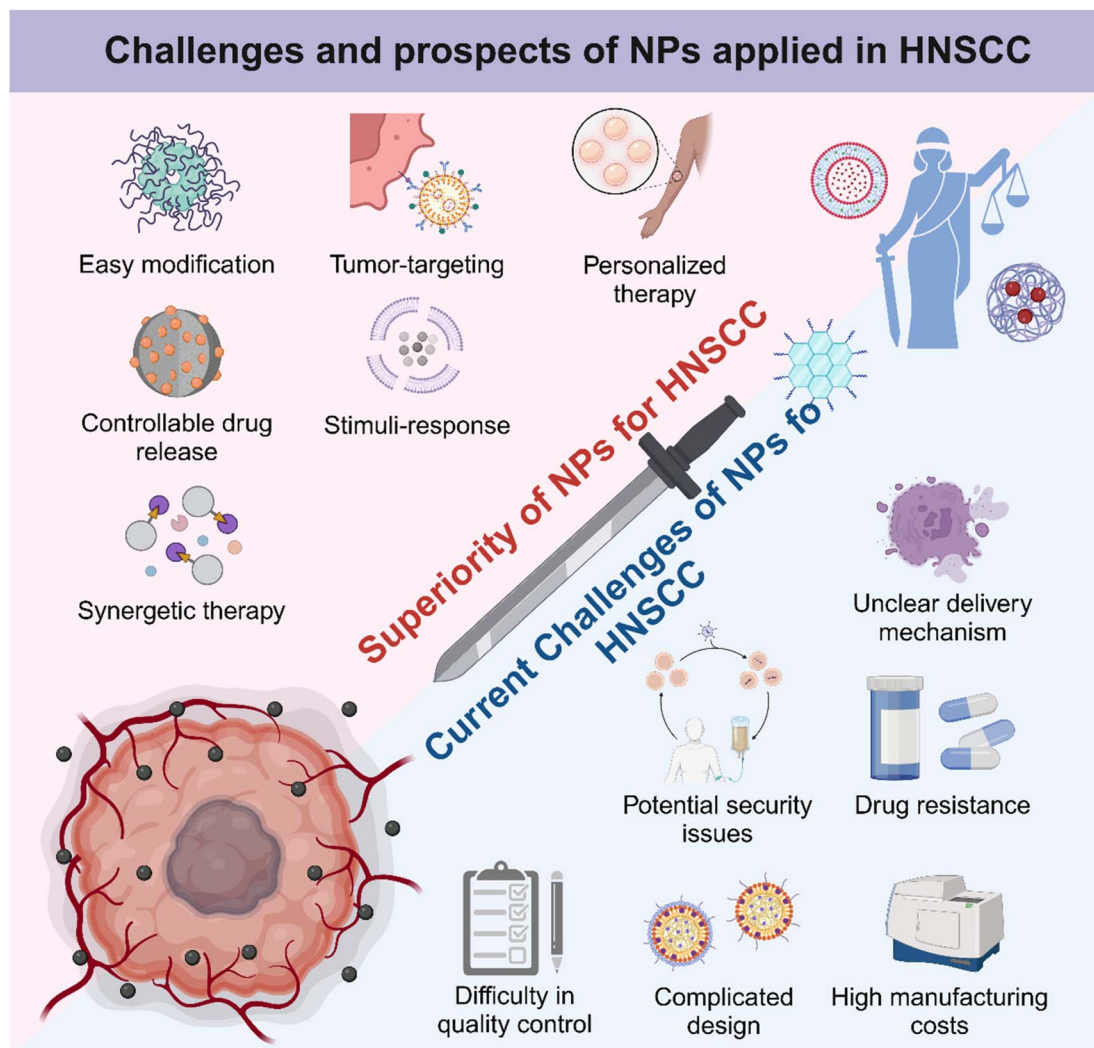 Challenges and prospects of NPs applied in HNSCC
Easy modification
Tumor-targeting
Personalized
therapy
Controllable drug
release
Stimuli-response
Synergetic therapy
Superiority of NPs for HNSCC
Current Challenges of NPs fo
HNSCC
Unclear delivery
mechanism
Potential security
issues
Drug resistance
Difficulty in
quality control
Complicated
design
High manufacturing
costs